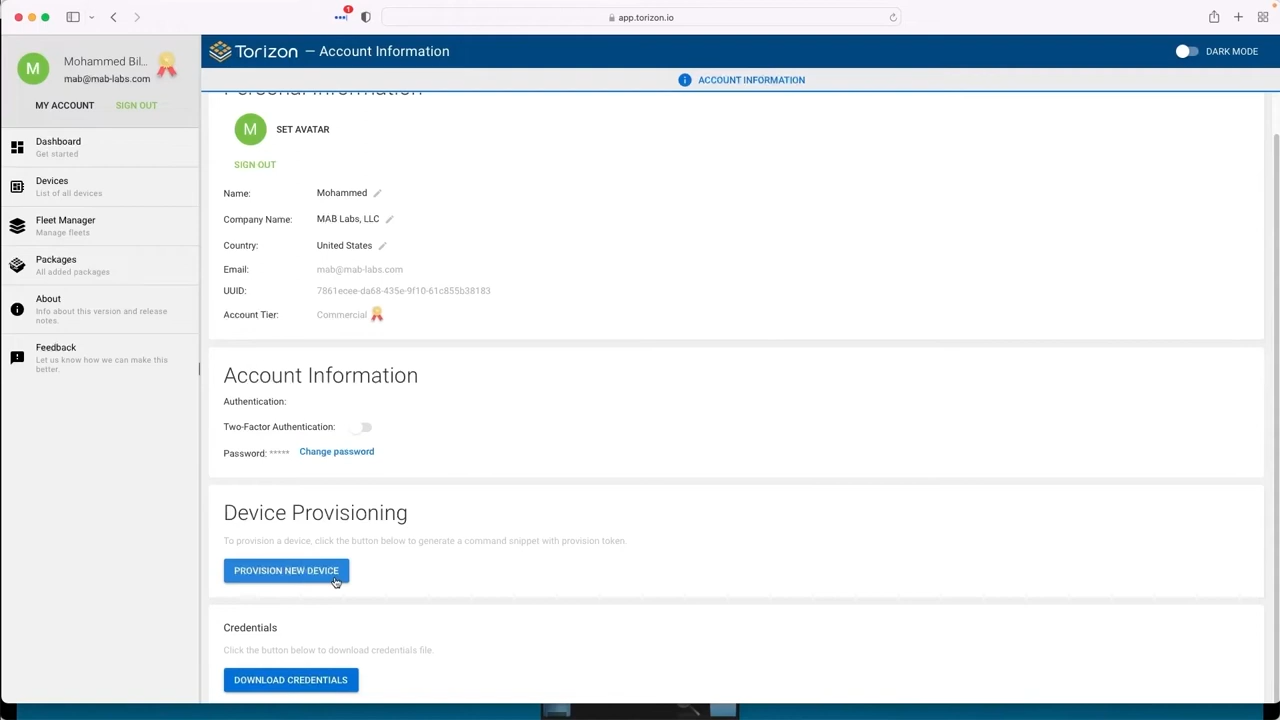 1
app.torizon.io
M
Mohammed Bil...
mab@mab-labs.com
MY ACCOUNT
SIGN OUT
Dashboard
Get started
Devices
List of all devices
Fleet Manager
Manage fleets
Packages
All added packages
About
Info about this version and release
notes.
Feedback
Let us know how we can make this
better.
Torizon — Account Information
DARK MODE
ACCOUNT INFORMATION
Personal Information
M
SET AVATAR
SIGN OUT
Name: Mohammed
Company Name: MAB Labs, LLC
Country: United States
Email: mab@mab-labs.com
UUID: 7861ecee-da68-435e-9f10-61c855b38183
Account Tier: Commercial
Account Information
Authentication:
Two-Factor Authentication:
Password: ***** Change password
Device Provisioning
To provision a device, click the button below to generate a command snippet with provision token.
PROVISION NEW DEVICE
Credentials
Click the button below to download credentials file.
DOWNLOAD CREDENTIALS